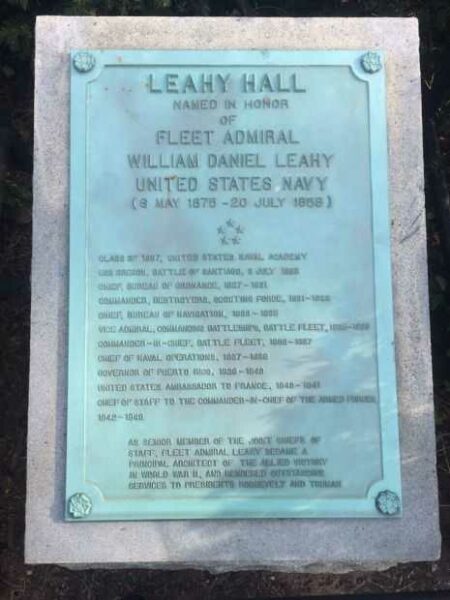 LEAHY HALL
NAMED IN HONOR
OF
FLEET ADMIRAL
WILLIAM DANIEL LEAHY
UNITED STATES NAVY
(6 MAY 1875 - 20 JULY 1959)
CLASS OF 1897, UNITED STATES NAVAL ACADEMY
USS OREGON, BATTLE OF SANTIAGO, 3 JULY 1898
CHIEF, BUREAU OF ORDNANCE, 1927-1931
COMMANDER, DESTROYERS, SCOUTING FORCE, 1931-1933
CHIEF, BUREAU OF NAVIGATION, 1933-1935
VICE ADMIRAL, COMMANDING BATTLESHIPS, BATTLE FLEET, 1935-1936
COMMANDER-IN-CHIEF, BATTLE FLEET, 1936-1937
CHIEF OF NAVAL OPERATIONS, 1937-1939
GOVERNOR OF PUERTO RICO, 1939-1940
UNITED STATES AMBASSADOR TO FRANCE, 1940-1941
CHIEF OF STAFF TO THE COMMANDER-IN-CHIEF OF THE ARMED FORCES
1942-1949.
AS SENIOR MEMBER OF THE JOINT CHIEFS OF
STAFF, FLEET ADMIRAL LEAHY BECAME A
PRINCIPAL ARCHITECT OF THE ALLIED VICTORY
IN WORLD WAR II, AND RENDERED OUTSTANDING
SERVICES TO PRESIDENTS ROOSEVELT AND TRUMAN